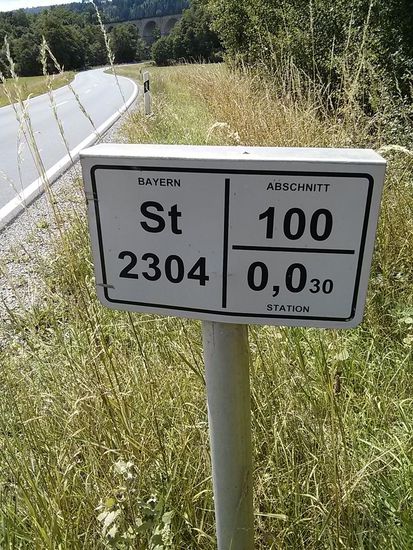 BAYERN
St
2304
ABSCHNITT
100
0,030
STATION